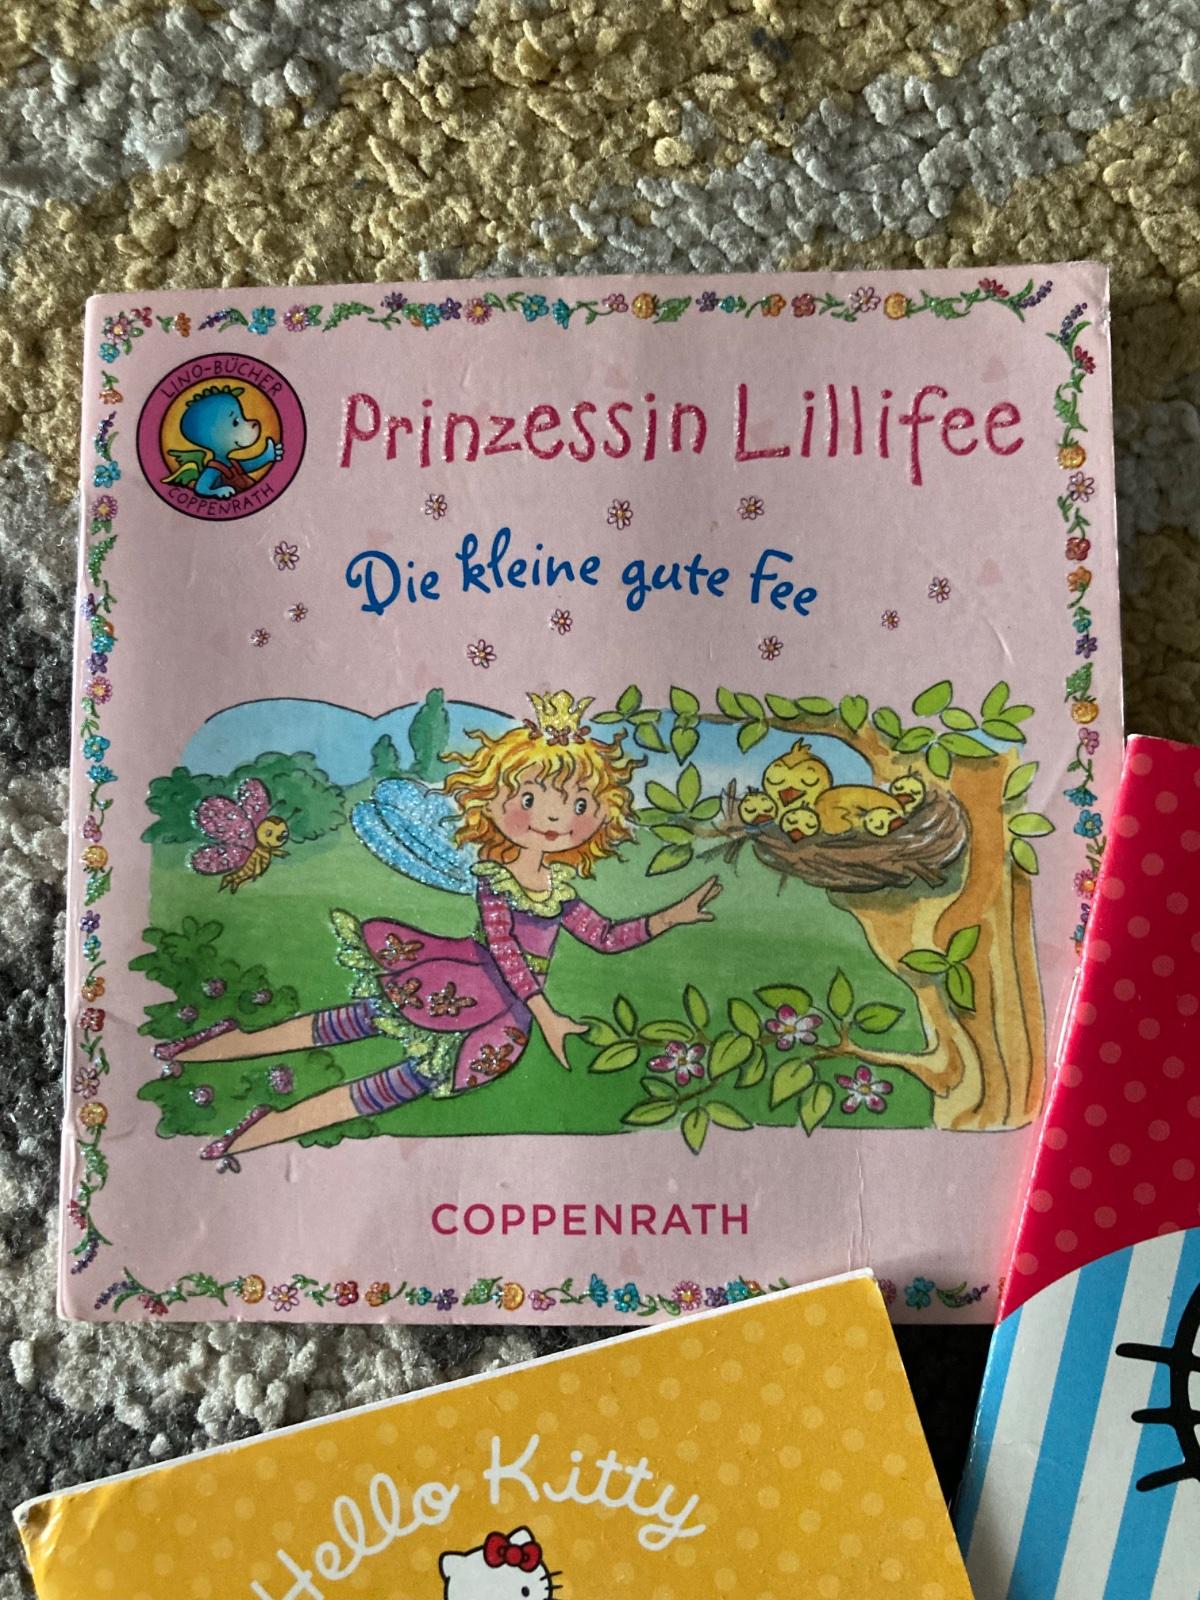 LINO-BÜCHER
COPPENRATH
Prinzessin Lillifee
Die kleine gute Fee
COPPENRATH
Hello Kitty